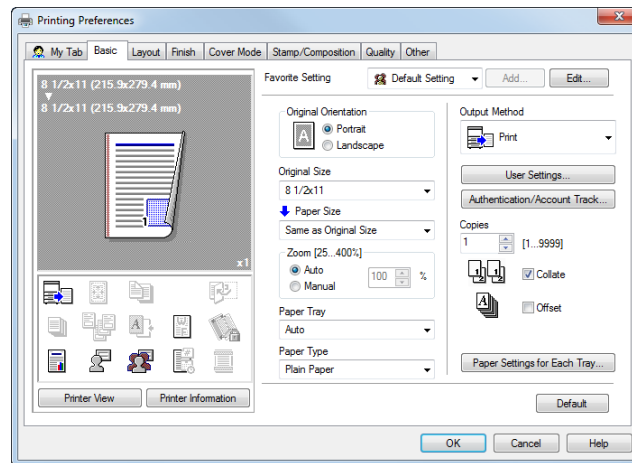 Printing Preferences
My Tab Basic Layout Finish Cover Mode Stamp/Composition Quality Other
8 1/2x11 (215.9x279.4 mm)
8 1/2x11 (215.9x279.4 mm)
1
x1
Printer View Printer Information
Favorite Setting Default Setting Add... Edit...
Original Orientation
A
Portrait
Landscape
Original Size
8 1/2x11
Paper Size
Same as Original Size
Zoom [25...400%]
Auto
Manual
100 %
Paper Tray
Auto
Paper Type
Plain Paper
Output Method
Print
User Settings...
Authentication/Account Track...
Copies
1 [1...9999]
Collate
Offset
Paper Settings for Each Tray...
Default
OK Cancel Help